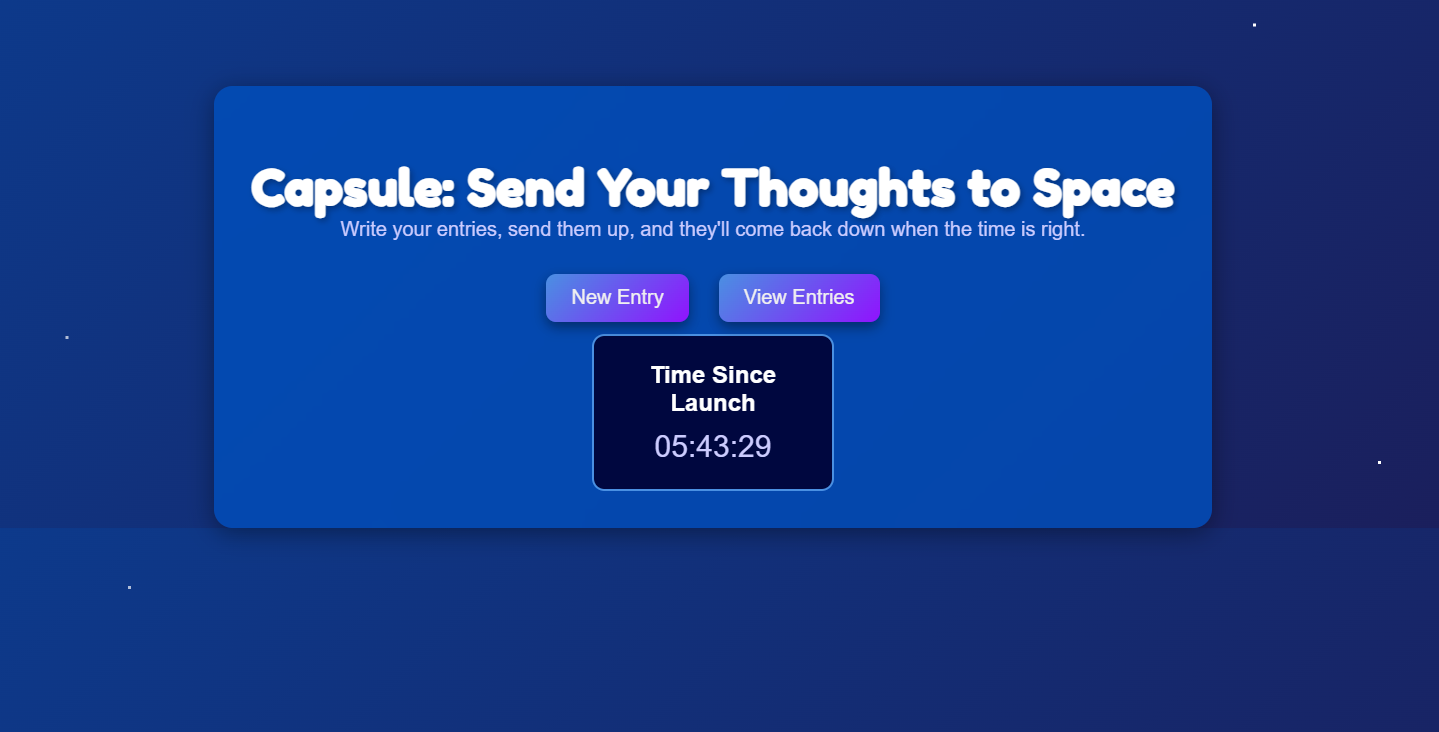 Capsule: Send Your Thoughts to Space
Write your entries, send them up, and they'll come back down when the time is right.
New Entry
View Entries
Time Since
Launch
05:43:29